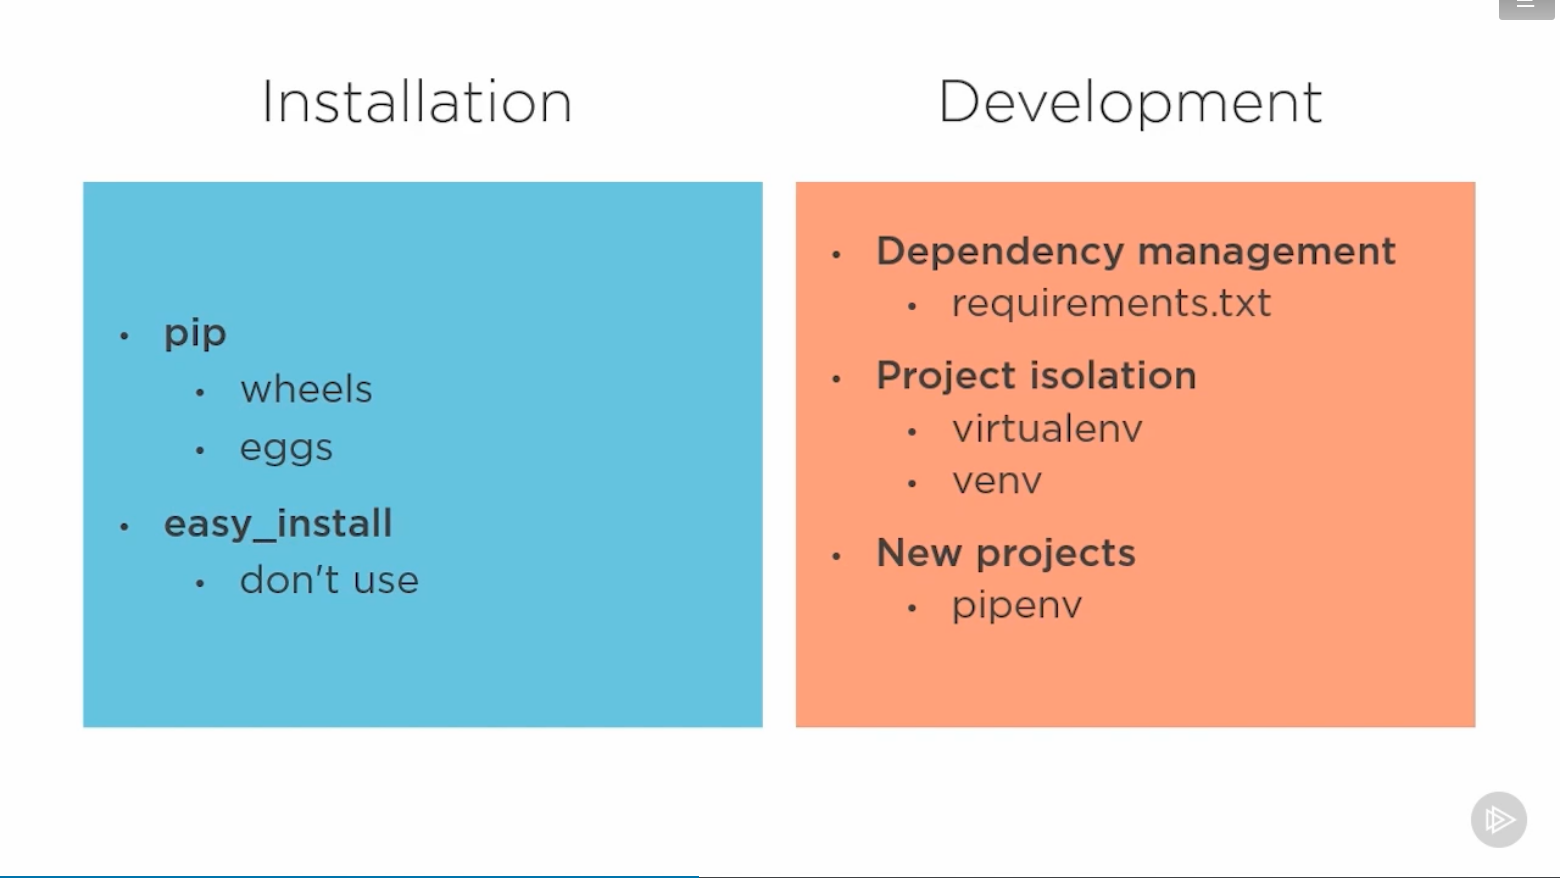 Installation
pip
wheels
eggs
easy_install
don't use
Development
Dependency management
requirements.txt
Project isolation
virtualenv
venv
New projects
pipenv